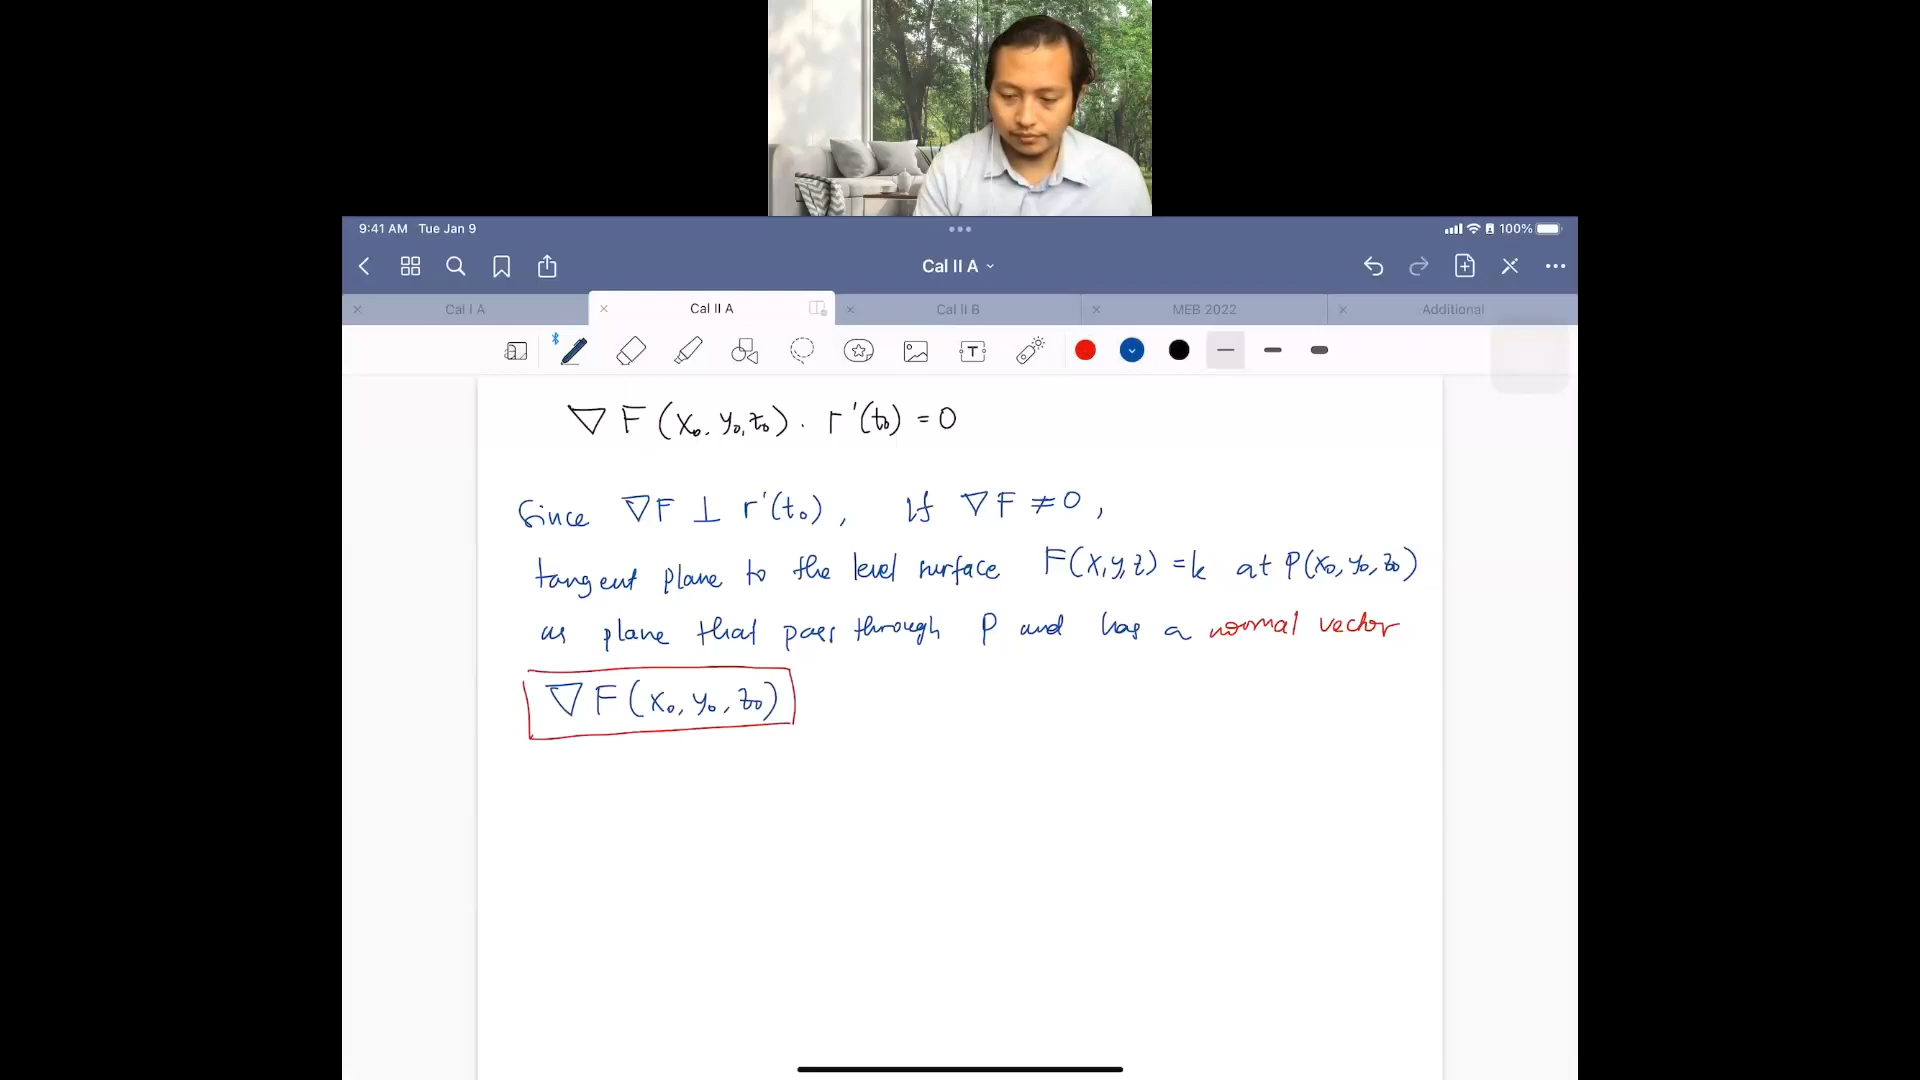 9:41 AM Tue Jan 9
100%
Cal II A
Cal I A
Cal II A
Cal II B
MEB 2022
Additional
T
∇ F (x₀, y₀, z₀) · r'(t₀) = 0
Since ∇F ⊥ r'(t₀), If ∇F ≠ 0,
tangent plane to the level surface F(x,y,z) = k at P(x₀, y₀, z₀)
as plane that pass through P and has a normal vector
∇ F (x₀, y₀, z₀)